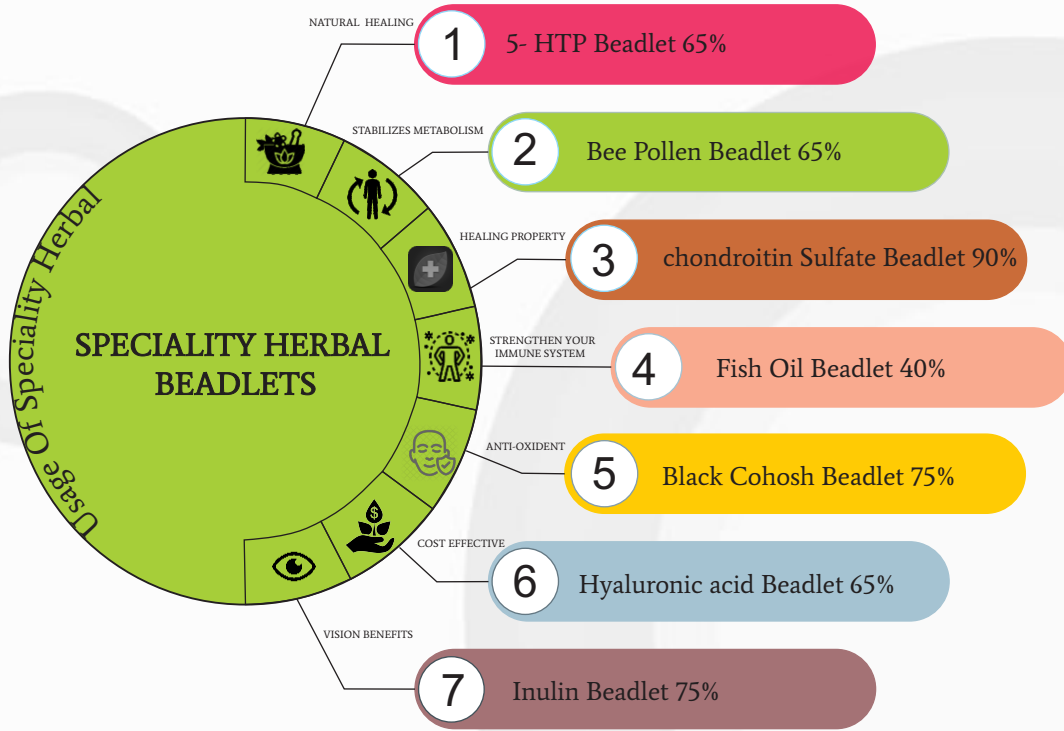 NATURAL HEALING
1
5- HTP Beadlet 65%
STABILIZES METABOLISM
2
Bee Pollen Beadlet 65%
HEALING PROPERTY
3
chondroitin Sulfate Beadlet 90%
STRENGTHEN YOUR
IMMUNE SYSTEM
4
Fish Oil Beadlet 40%
ANTI-OXIDENT
5
Black Cohosh Beadlet 75%
COST EFFECTIVE
6
Hyaluronic acid Beadlet 65%
VISION BENEFITS
7
Inulin Beadlet 75%
Usage Of Speciality Herbal
SPECIALITY HERBAL
BEADLETS
$